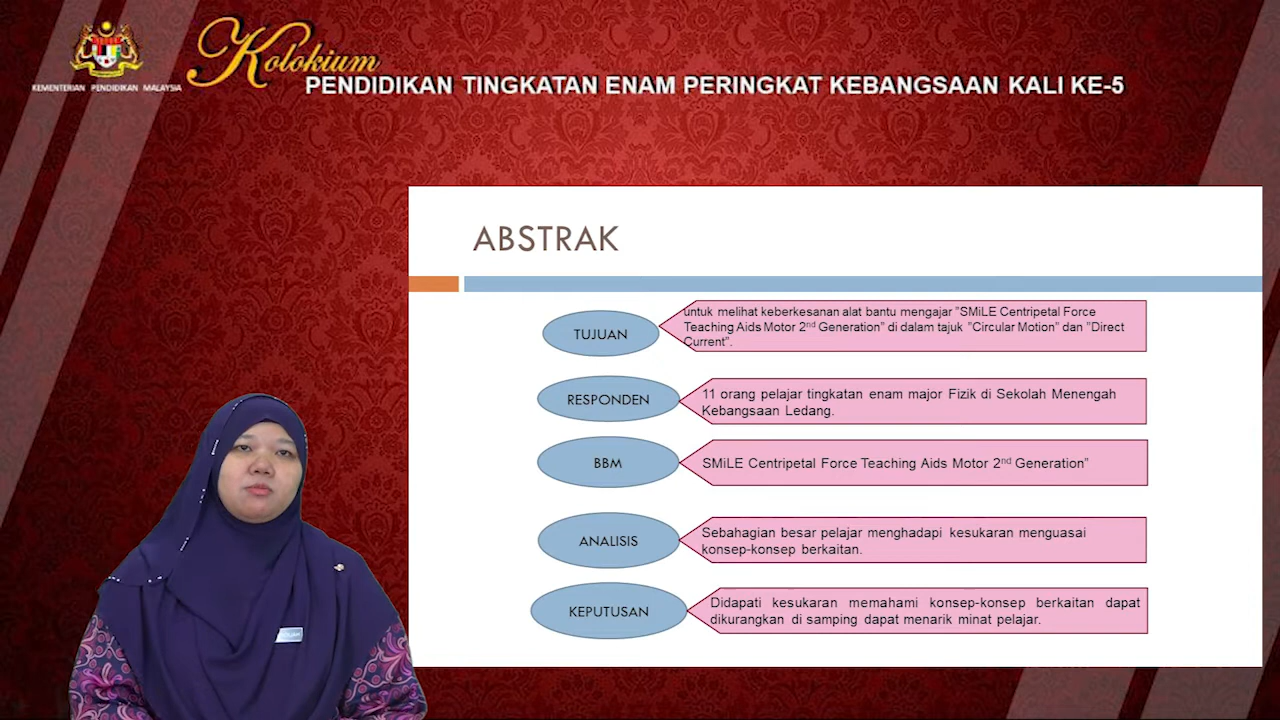 Kolokium
KEMENTERIAN PENDIDIKAN MALAYSIA
PENDIDIKAN TINGKATAN ENAM PERINGKAT KEBANGSAAN KALI KE-5
ABSTRAK
TUJUAN
untuk melihat keberkesanan alat bantu mengajar ”SMiLE Centripetal Force
Teaching Aids Motor 2nd Generation” di dalam tajuk ”Circular Motion” dan ”Direct
Current”.
RESPONDEN
11 orang pelajar tingkatan enam major Fizik di Sekolah Menengah
Kebangsaan Ledang.
BBM
SMiLE Centripetal Force Teaching Aids Motor 2nd Generation”
ANALISIS
Sebahagian besar pelajar menghadapi kesukaran menguasai
konsep-konsep berkaitan.
KEPUTUSAN
Didapati kesukaran memahami konsep-konsep berkaitan dapat
dikurangkan di samping dapat menarik minat pelajar.